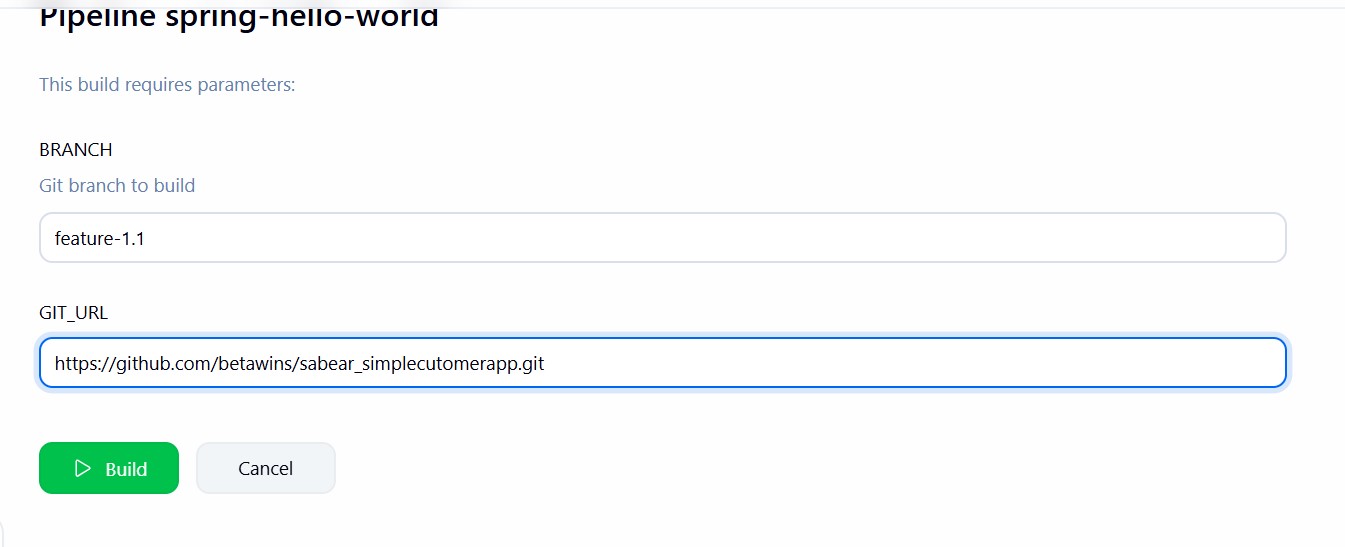 Pipeline spring-hello-world
This build requires parameters:
BRANCH
Git branch to build
feature-1.1
GIT_URL
https://github.com/betawins/sabear_simplecutomerapp.git
Build
Cancel